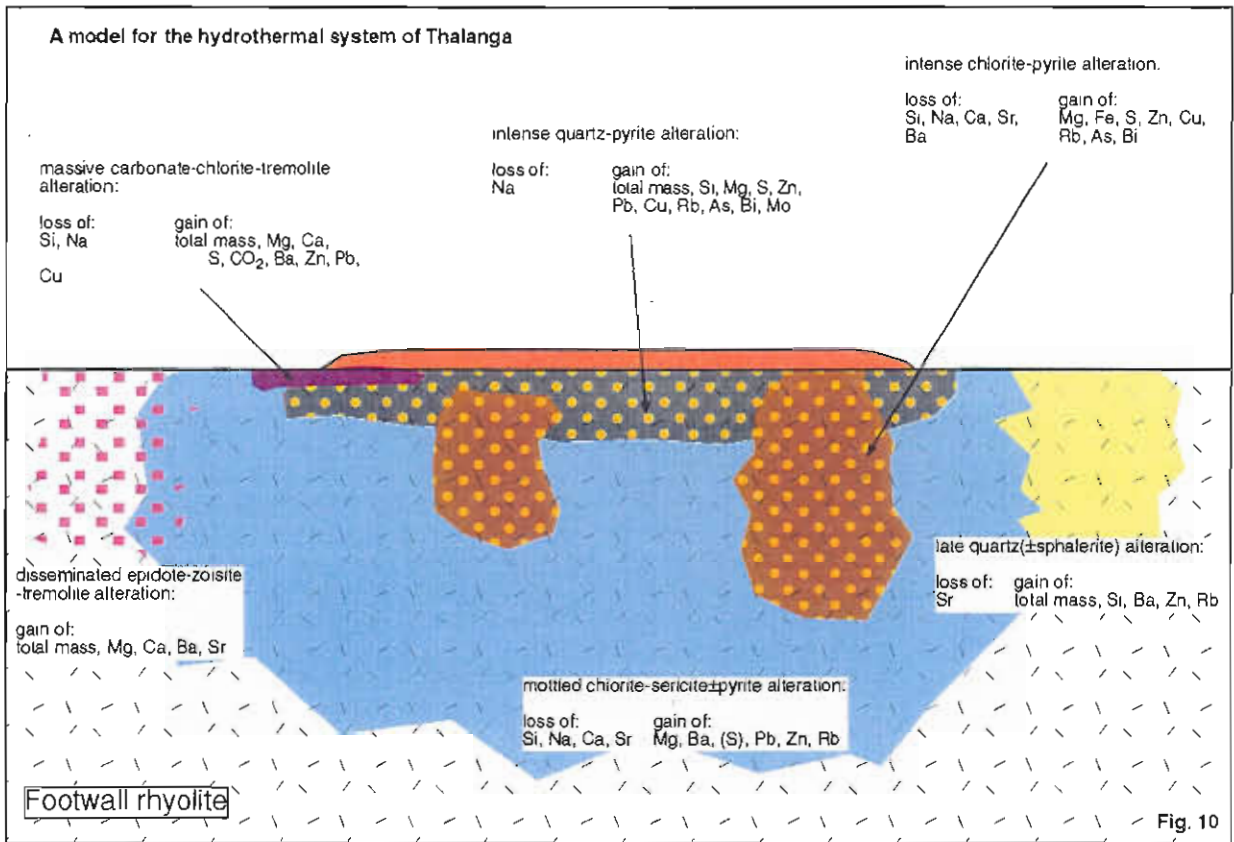 A model for the hydrothermal system of Thalanga
intense chlorite-pyrite alteration.
loss of: gain of:
Si, Na, Ca, Sr, Mg, Fe, S, Zn, Cu,
Ba Rb, As, Bi
intense quartz-pyrite alteration:
loss of: gain of:
Na total mass, Si, Mg, S, Zn,
Pb, Cu, Rb, As, Bi, Mo
massive carbonate-chlorite-tremolite
alteration:
loss of: gain of:
Si, Na total mass, Mg, Ca,
S, CO₂, Ba, Zn, Pb,
Cu
late quartz(±sphalerite) alteration:
loss of: gain of:
Sr total mass, Si, Ba, Zn, Rb
disseminated epidote-zoisite
-tremolite alteration:
gain of:
total mass, Mg, Ca, Ba, Sr
mottled chlorite-sericite±pyrite alteration:
loss of: gain of:
Si, Na, Ca, Sr Mg, Ba, (S), Pb, Zn, Rb
Footwall rhyolite
Fig. 10